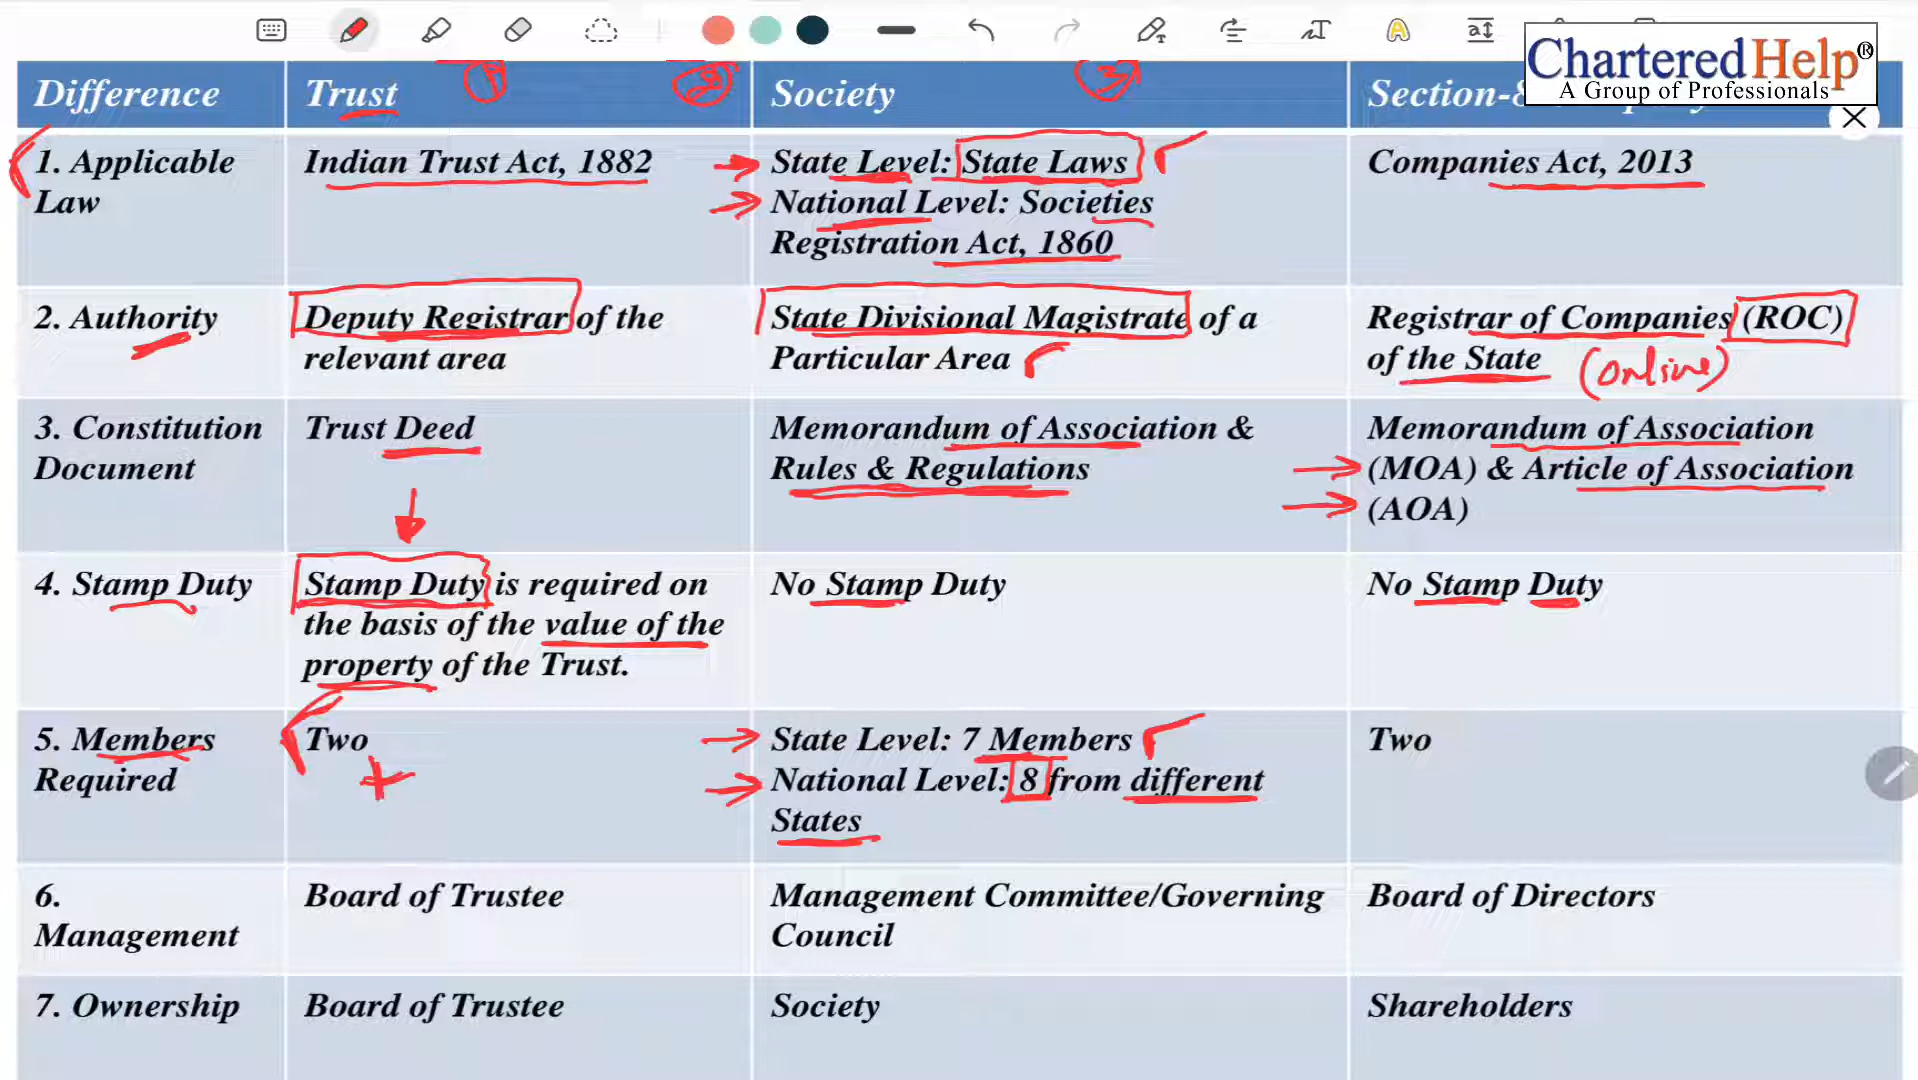 CharteredHelp®
A Group of Professionals
Difference
Trust
Society
1. Applicable
Law
Indian Trust Act, 1882
State Level: State Laws
National Level: Societies
Registration Act, 1860
Companies Act, 2013
2. Authority
Deputy Registrar of the
relevant area
State Divisional Magistrate of a
Particular Area
Registrar of Companies (ROC)
of the State
(online)
3. Constitution
Document
Trust Deed
Memorandum of Association &
Rules & Regulations
Memorandum of Association
(MOA) & Article of Association
(AOA)
4. Stamp Duty
Stamp Duty is required on
the basis of the value of the
property of the Trust.
No Stamp Duty
No Stamp Duty
5. Members
Required
Two
State Level: 7 Members
National Level: 8 from different
States
Two
6.
Management
Board of Trustee
Management Committee/Governing
Council
Board of Directors
7. Ownership
Board of Trustee
Society
Shareholders